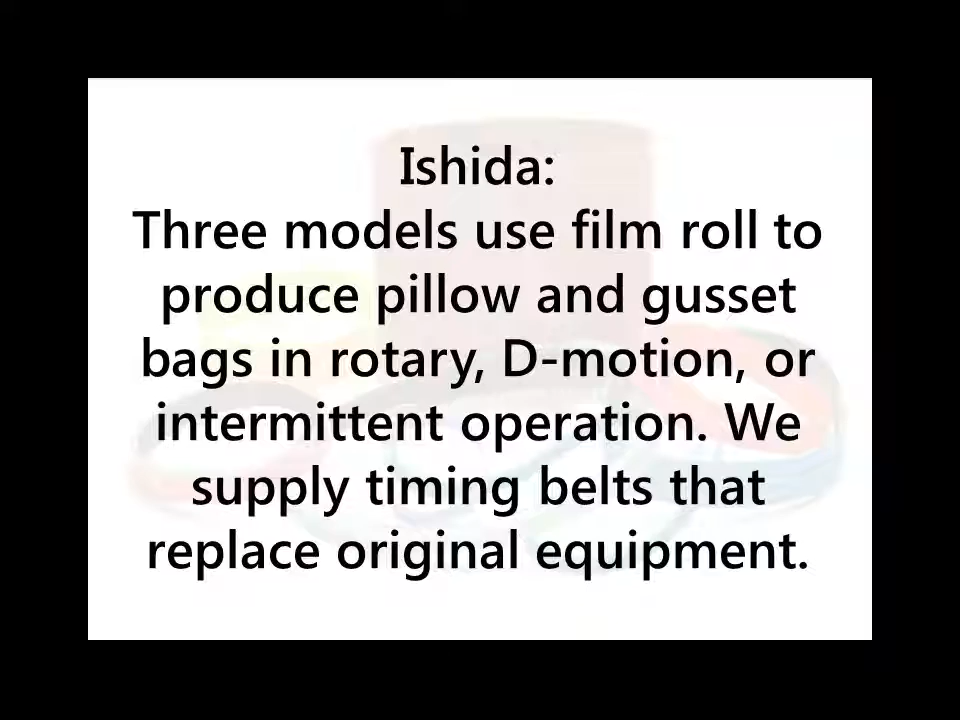 Ishida:
Three models use film roll to
produce pillow and gusset
bags in rotary, D-motion, or
intermittent operation. We
supply timing belts that
replace original equipment.